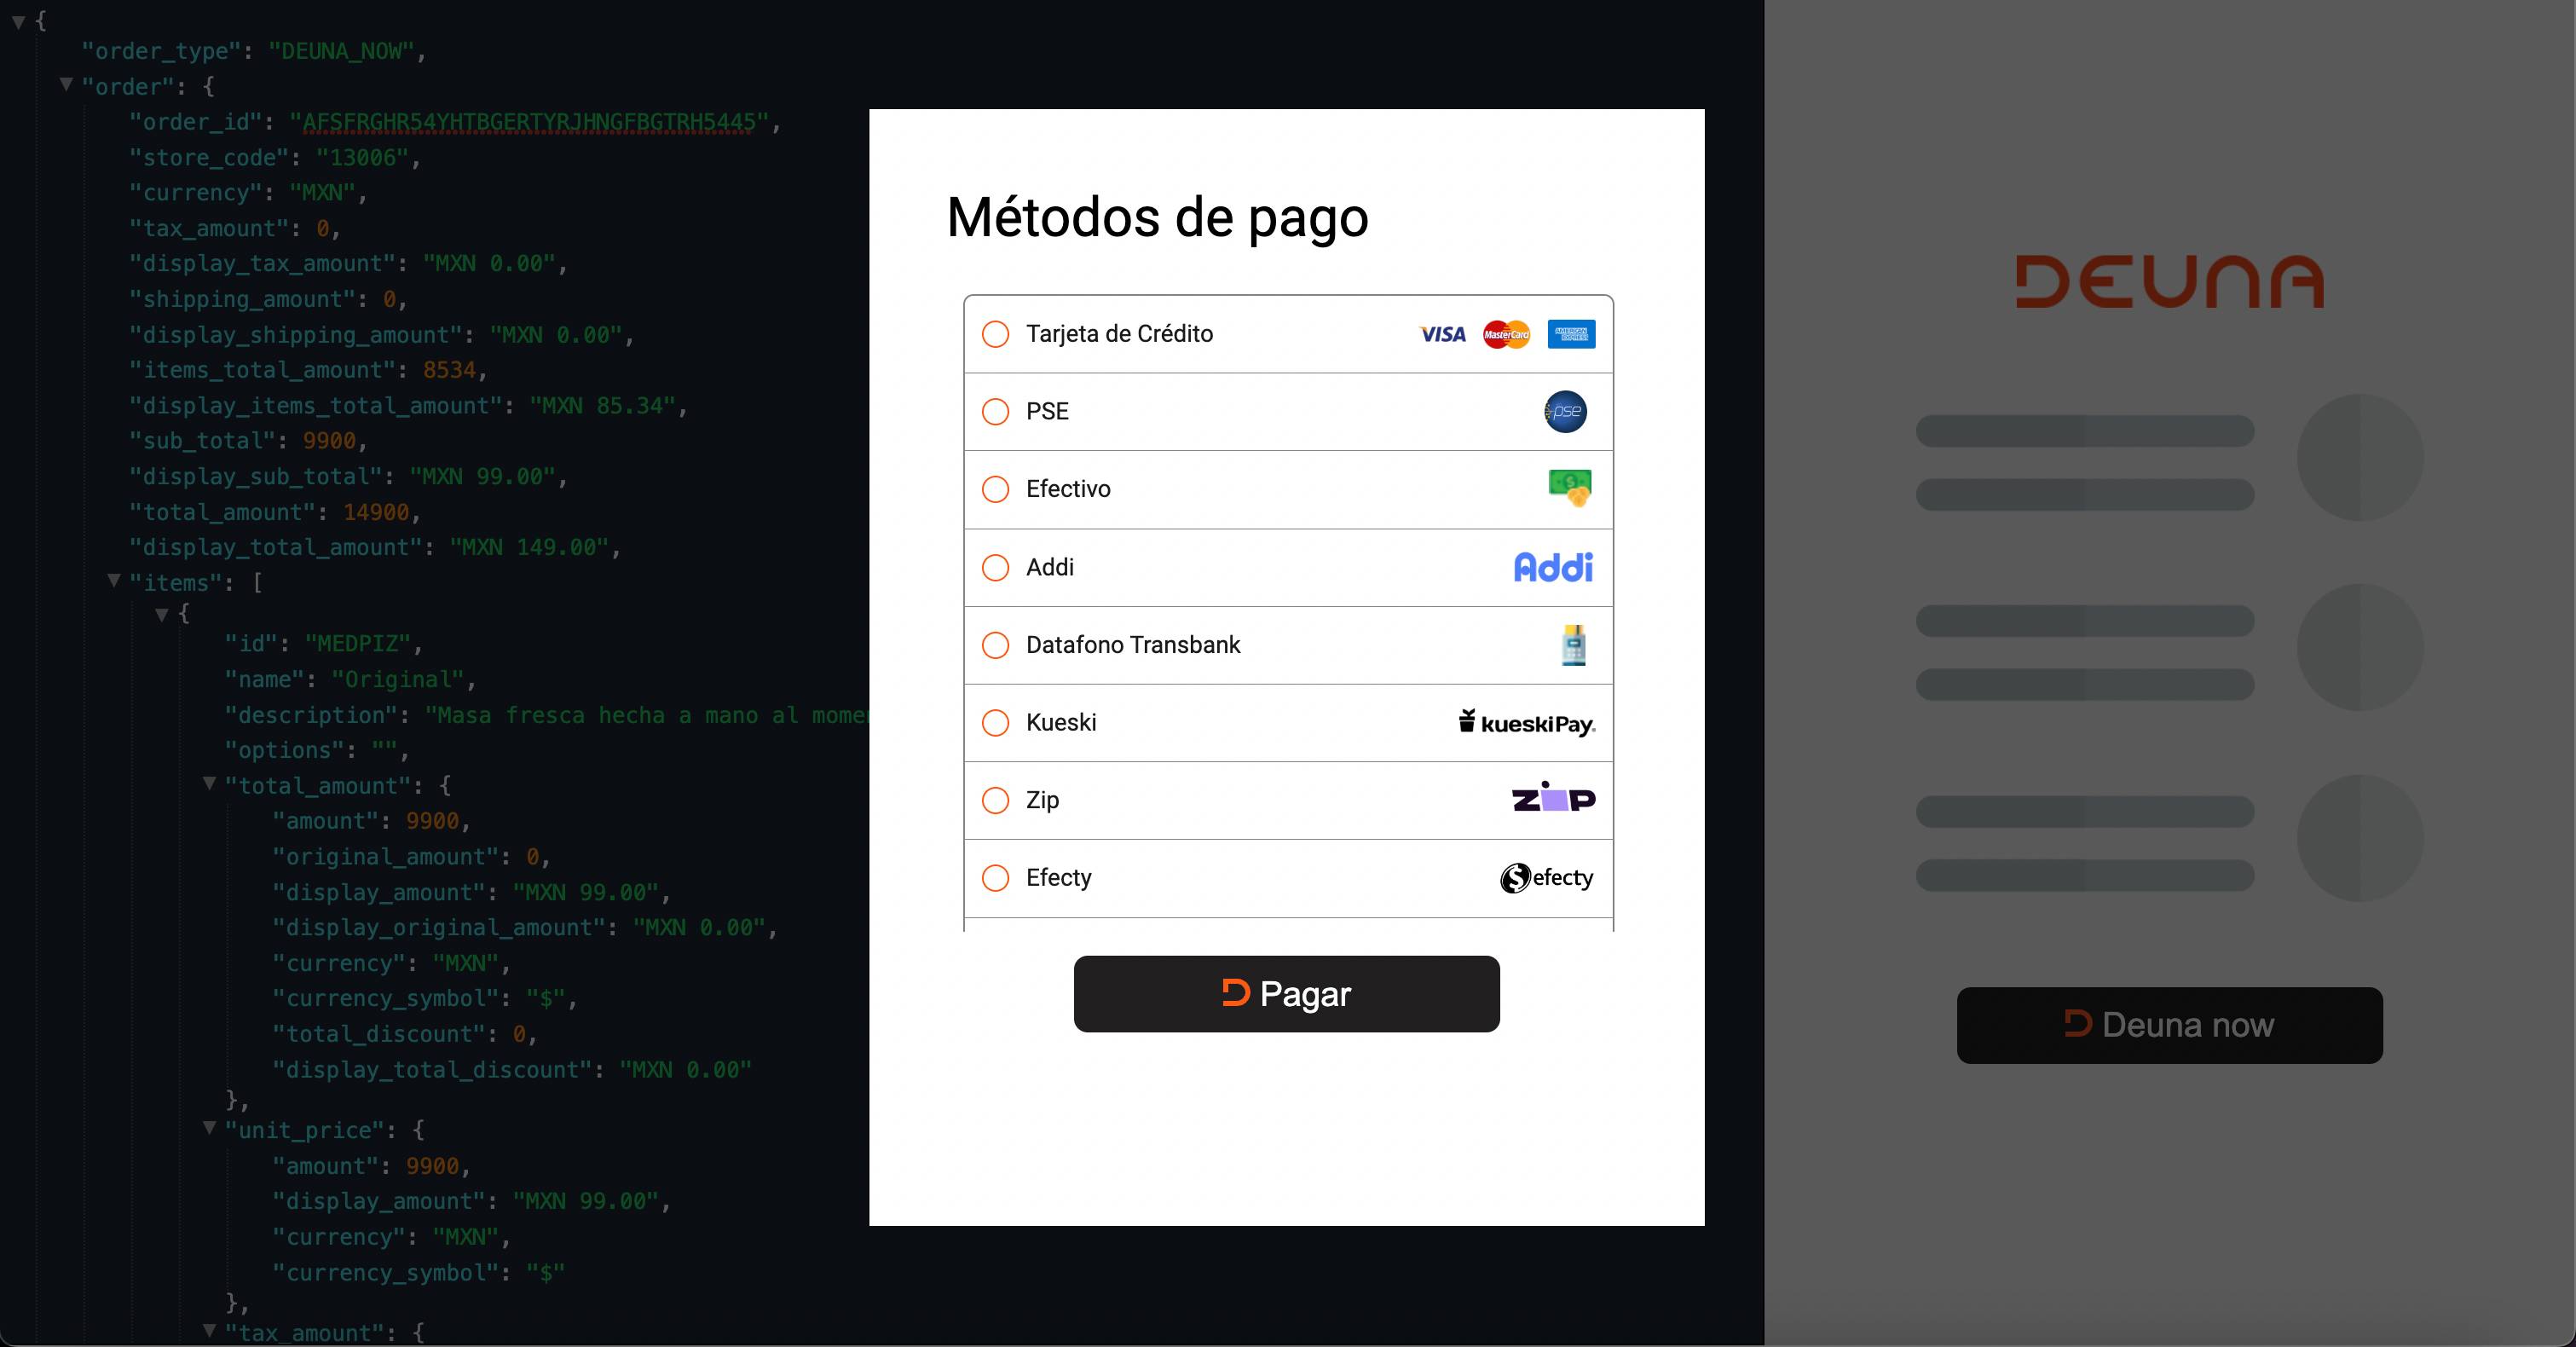 {
"order_type": "DEUNA_NOW",
"order": {
"order_id": "AFSFRGHR54YHTBGERTYRJHNGFBGTRH5445",
"store_code": "13006",
"currency": "MXN",
"tax_amount": 0,
"display_tax_amount": "MXN 0.00",
"shipping_amount": 0,
"display_shipping_amount": "MXN 0.00",
"items_total_amount": 8534,
"display_items_total_amount": "MXN 85.34",
"sub_total": 9900,
"display_sub_total": "MXN 99.00",
"total_amount": 14900,
"display_total_amount": "MXN 149.00",
"items": [
{
"id": "MEDPIZ",
"name": "Original",
"description": "Masa fresca hecha a mano al momen
"options": "",
"total_amount": {
"amount": 9900,
"original_amount": 0,
"display_amount": "MXN 99.00",
"display_original_amount": "MXN 0.00",
"currency": "MXN",
"currency_symbol": "$",
"total_discount": 0,
"display_total_discount": "MXN 0.00"
},
"unit_price": {
"amount": 9900,
"display_amount": "MXN 99.00",
"currency": "MXN",
"currency_symbol": "$"
},
"tax_amount": {
Métodos de pago
Tarjeta de Crédito VISA MasterCard AMERICAN EXPRESS
PSE pse
Efectivo
Addi Addi
Datafono Transbank
Kueski kueskiPay.
Zip ZIP
Efecty efecty
Pagar
DEUNA
Deuna now